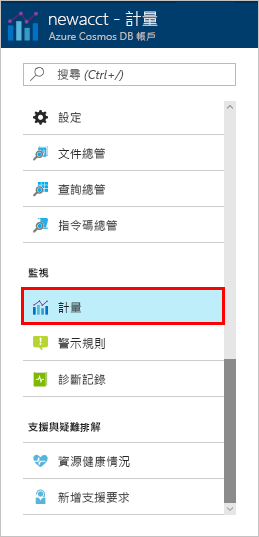 newacct - 計量
Azure Cosmos DB 帳戶
搜尋 (Ctrl+/)
設定
文件總管
查詢總管
指令碼總管
監視
計量
警示規則
診斷記錄
支援與疑難排解
資源健康情況
新增支援要求